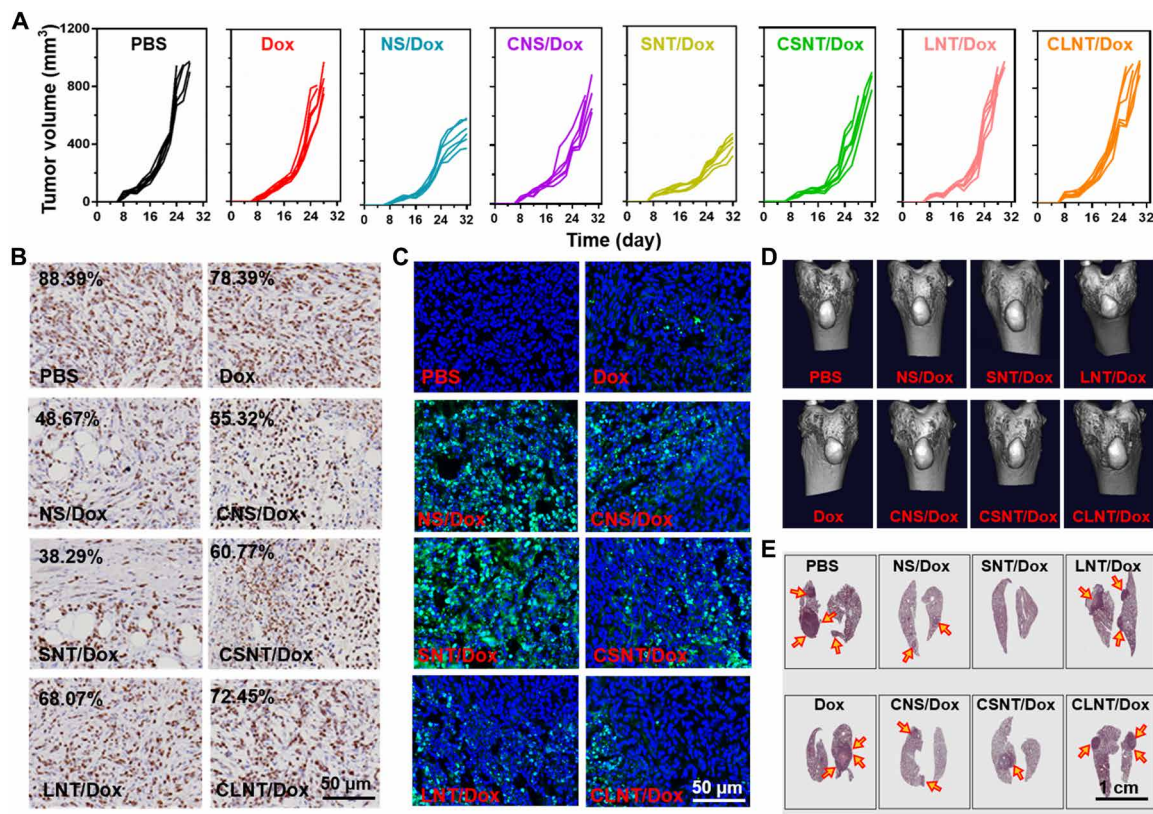 A
PBS
Dox
NS/Dox
CNS/Dox
SNT/Dox
CSNT/Dox
LNT/Dox
CLNT/Dox
Tumor volume (mm³)
1200
800
400
0
0 8 16 24 32
0 8 16 24 32
0 8 16 24 32
0 8 16 24 32
0 8 16 24 32
0 8 16 24 32
0 8 16 24 32
0 8 16 24 32
Time (day)
B
88.39%
PBS
78.39%
Dox
48.67%
NS/Dox
55.32%
CNS/Dox
38.29%
SNT/Dox
60.77%
CSNT/Dox
68.07%
LNT/Dox
72.45%
CLNT/Dox
50 µm
C
PBS
Dox
NS/Dox
CNS/Dox
SNT/Dox
CSNT/Dox
LNT/Dox
CLNT/Dox
50 µm
D
PBS
NS/Dox
SNT/Dox
LNT/Dox
Dox
CNS/Dox
CSNT/Dox
CLNT/Dox
E
PBS
NS/Dox
SNT/Dox
LNT/Dox
Dox
CNS/Dox
CSNT/Dox
CLNT/Dox
1 cm